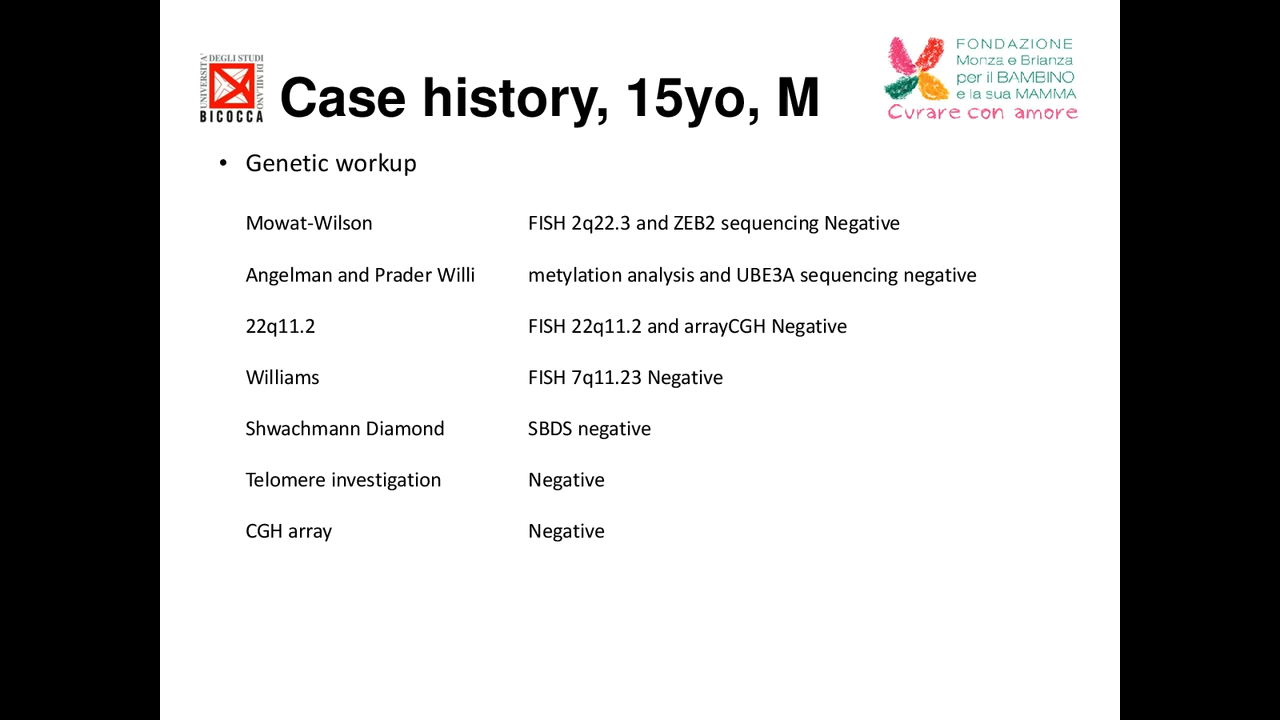 UNIVERSITA' DEGLI STUDI DI MILANO
BICOCCA
Case history, 15yo, M
FONDAZIONE
Monza e Brianza
per il BAMBINO
e la sua MAMMA
Curare con amore
• Genetic workup
Mowat-Wilson FISH 2q22.3 and ZEB2 sequencing Negative
Angelman and Prader Willi metylation analysis and UBE3A sequencing negative
22q11.2 FISH 22q11.2 and arrayCGH Negative
Williams FISH 7q11.23 Negative
Shwachmann Diamond SBDS negative
Telomere investigation Negative
CGH array Negative